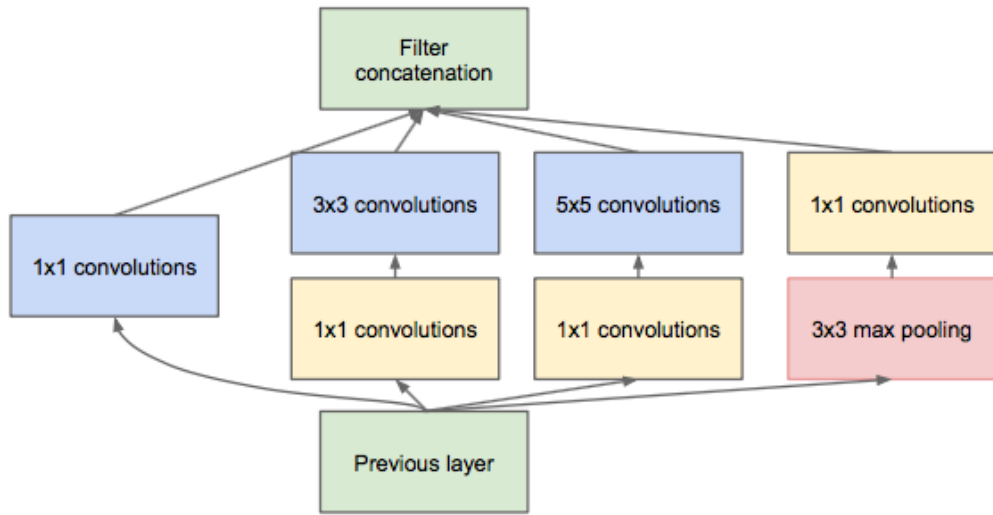 Filter
concatenation
3x3 convolutions
5x5 convolutions
1x1 convolutions
1x1 convolutions
1x1 convolutions
1x1 convolutions
3x3 max pooling
Previous layer